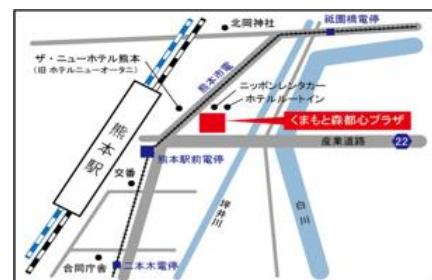 北岡神社
祗園橋電停
ザ・ニューホテル熊本
(旧 ホテルニューオータニ)
熊本市電
ニッポンレンタカー
ホテルルートイン
くまもと森都心プラザ
熊本駅
産業道路
22
熊本駅前電停
交番
坪井川
白川
合同庁舎
二本木電停